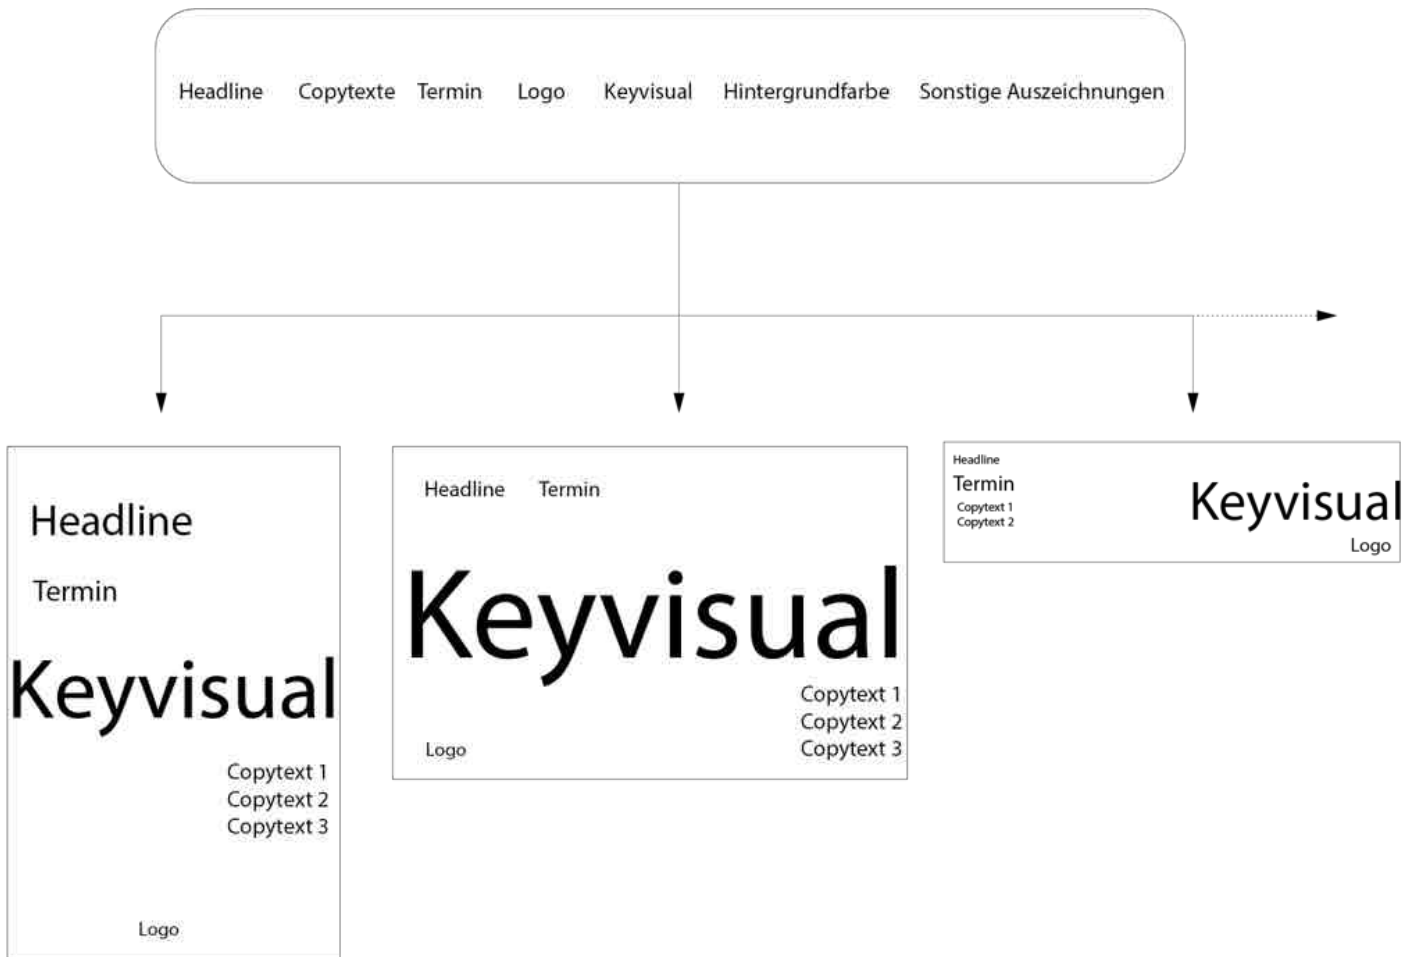 Headline Copytexte Termin Logo Keyvisual Hintergrundfarbe Sonstige Auszeichnungen
Headline
Termin
Keyvisual
Copytext 1
Copytext 2
Copytext 3
Logo
Headline Termin
Keyvisual
Copytext 1
Copytext 2
Copytext 3
Logo
Headline
Termin
Copytext 1
Copytext 2
Keyvisual
Logo